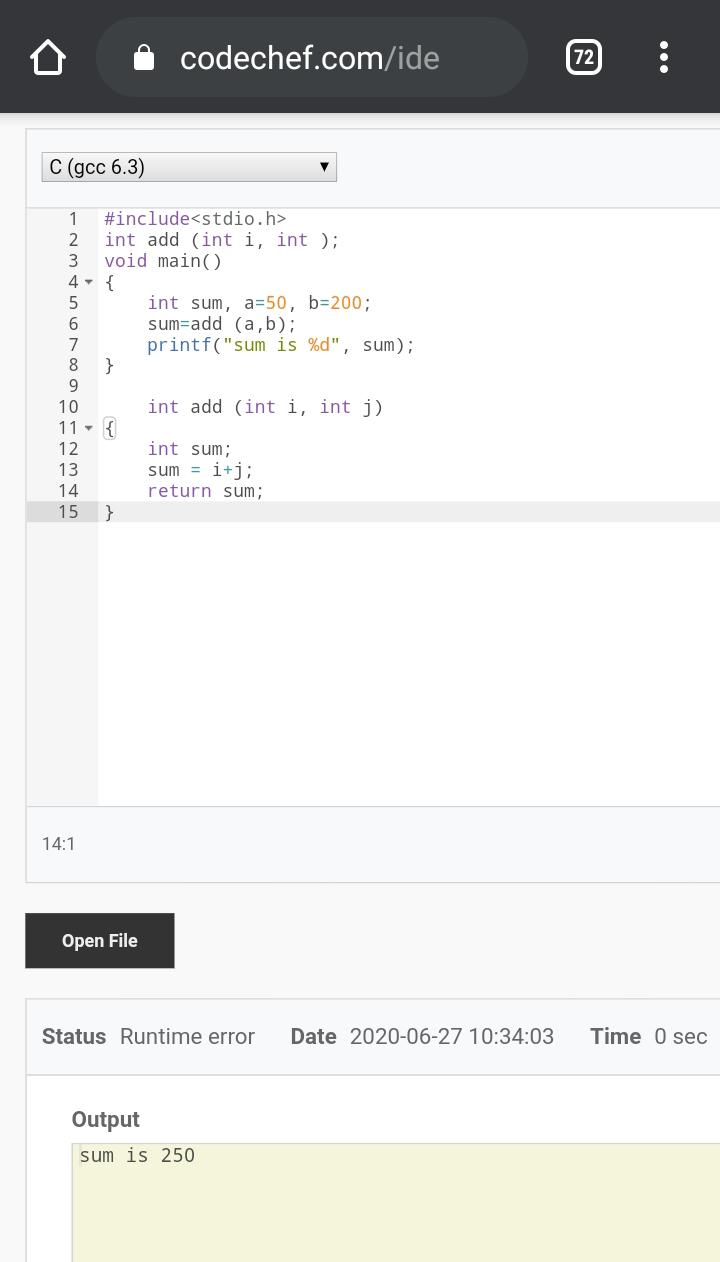 codechef.com/ide
72
C (gcc 6.3)
1 #include<stdio.h>
2 int add (int i, int );
3 void main()
4 {
5     int sum, a=50, b=200;
6     sum=add (a,b);
7     printf("sum is %d", sum);
8 }
9
10     int add (int i, int j)
11 {
12     int sum;
13     sum = i+j;
14     return sum;
15 }
14:1
Open File
Status Runtime error Date 2020-06-27 10:34:03 Time 0 sec
Output
sum is 250